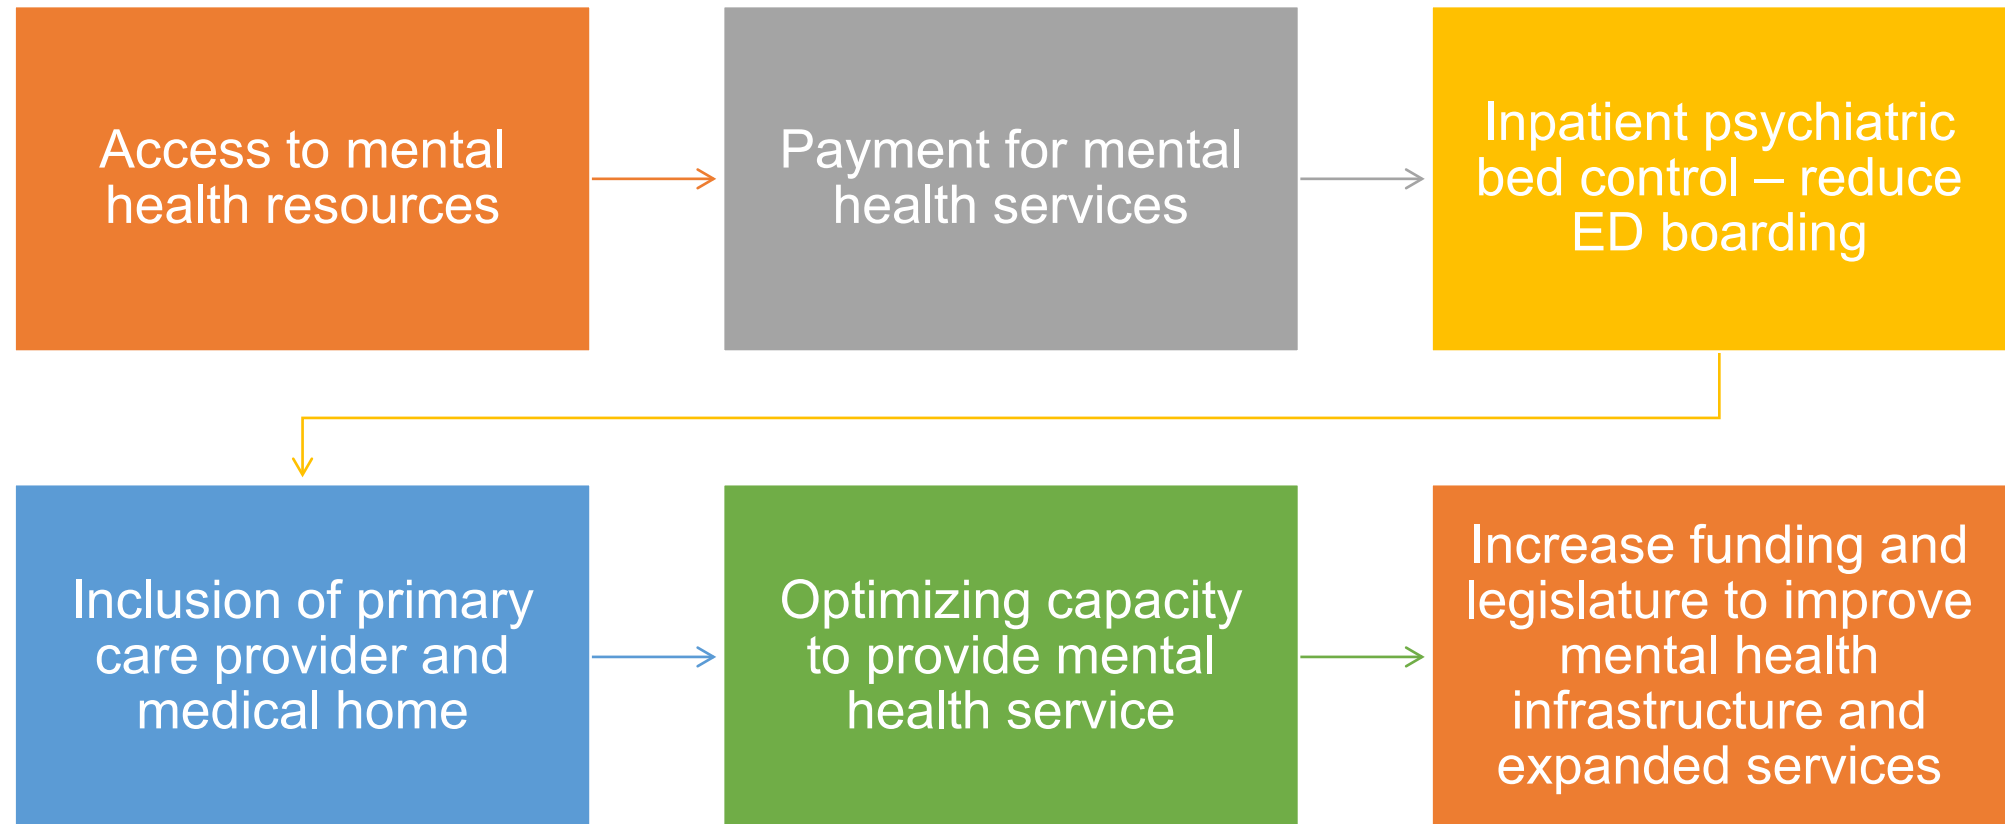 Access to mental
health resources
Payment for mental
health services
Inpatient psychiatric
bed control – reduce
ED boarding
Inclusion of primary
care provider and
medical home
Optimizing capacity
to provide mental
health service
Increase funding and
legislature to improve
mental health
infrastructure and
expanded services